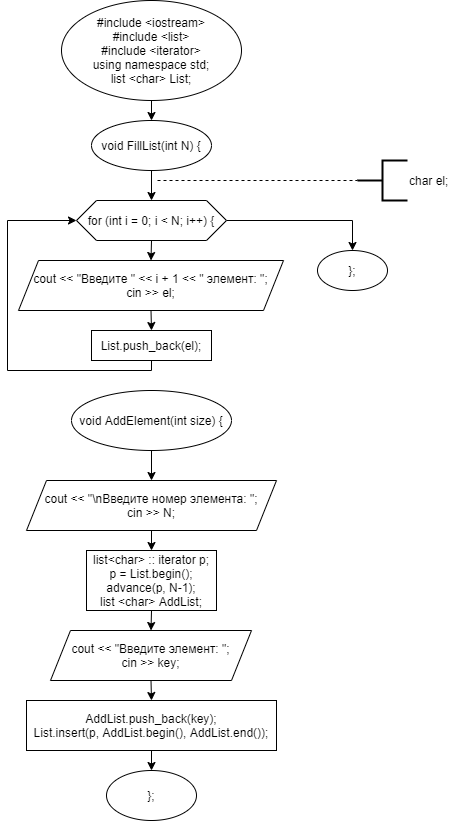 #include <iostream>
#include <list>
#include <iterator>
using namespace std;
list <char> List;
void FillList(int N) {
char el;
for (int i = 0; i < N; i++) {
};
cout << "Введите " << i + 1 << " элемент: ";
cin >> el;
List.push_back(el);
void AddElement(int size) {
cout << "\nВведите номер элемента: ";
cin >> N;
list<char> :: iterator p;
p = List.begin();
advance(p, N-1);
list <char> AddList;
cout << "Введите элемент: ";
cin >> key;
AddList.push_back(key);
List.insert(p, AddList.begin(), AddList.end());
};